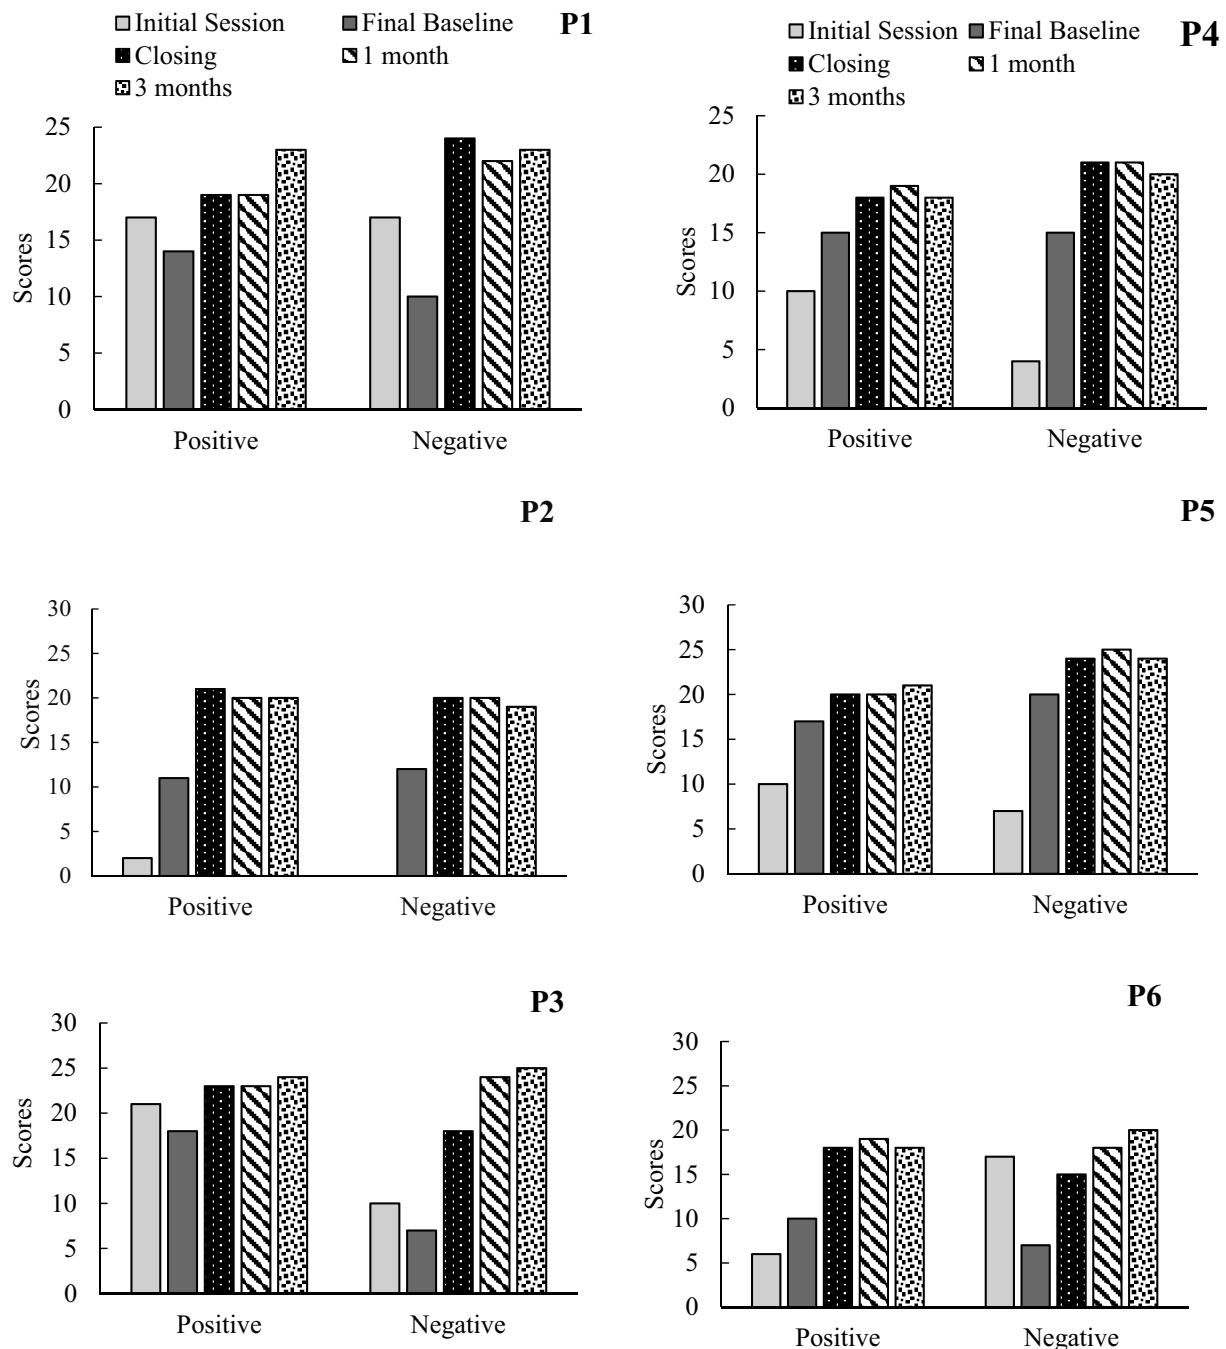 Initial Session Final Baseline
Closing 1 month
3 months
P1
25
20
15
10
5
0
Scores
Positive Negative
Initial Session Final Baseline
Closing 1 month
3 months
P4
25
20
15
10
5
0
Scores
Positive Negative
P2
30
25
20
15
10
5
0
Scores
Positive Negative
P5
30
25
20
15
10
5
0
Scores
Positive Negative
P3
30
25
20
15
10
5
0
Scores
Positive Negative
P6
30
25
20
15
10
5
0
Scores
Positive Negative